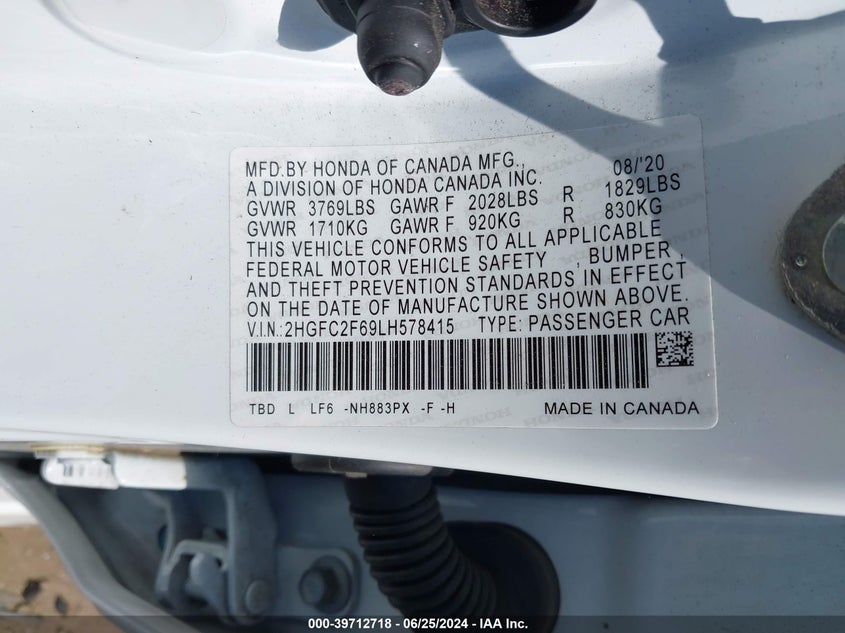 MFD.BY HONDA OF CANADA MFG., 08/'20
A DIVISION OF HONDA CANADA INC.
GVWR 3769LBS GAWR F 2028LBS R 1829LBS
GVWR 1710KG GAWR F 920KG R 830KG
THIS VEHICLE CONFORMS TO ALL APPLICABLE
FEDERAL MOTOR VEHICLE SAFETY , BUMPER ,
AND THEFT PREVENTION STANDARDS IN EFFECT
ON THE DATE OF MANUFACTURE SHOWN ABOVE.
V.I.N.:2HGFC2F69LH578415 TYPE: PASSENGER CAR
TBD L LF6 -NH883PX -F -H MADE IN CANADA
000-39712718 - 06/25/2024 - IAA Inc.